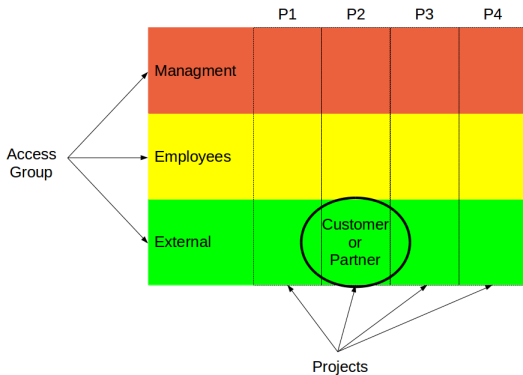 P1 P2 P3 P4
Managment
Access
Group
Employees
External
Customer
or
Partner
Projects